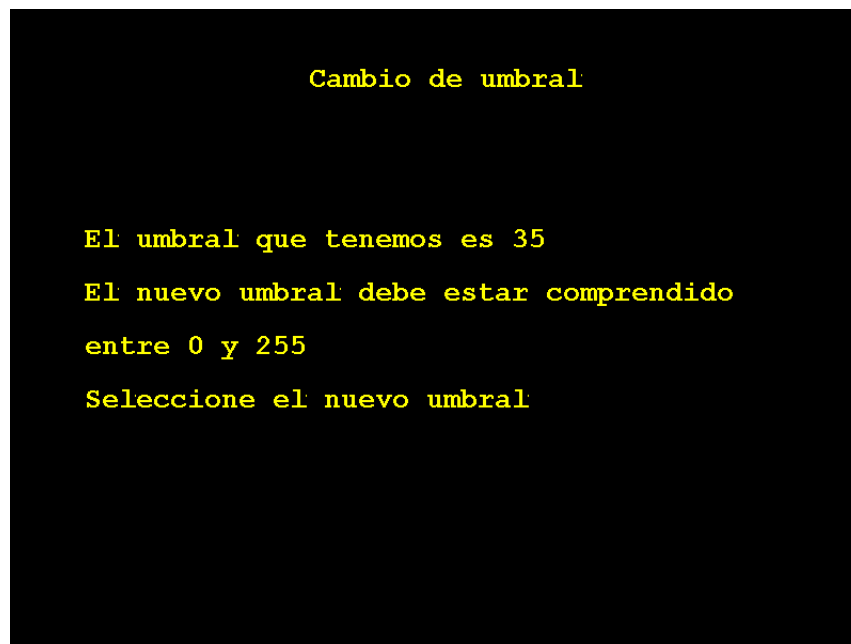 Cambio de umbral
El umbral que tenemos es 35
El nuevo umbral debe estar comprendido
entre 0 y 255
Seleccione el nuevo umbral